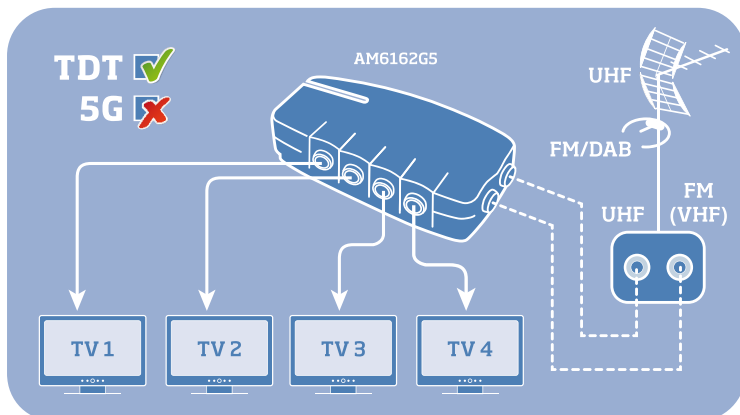 TDT
5G
AM6162G5
UHF
FM/DAB
UHF
FM
(VHF)
TV 1
TV 2
TV 3
TV 4